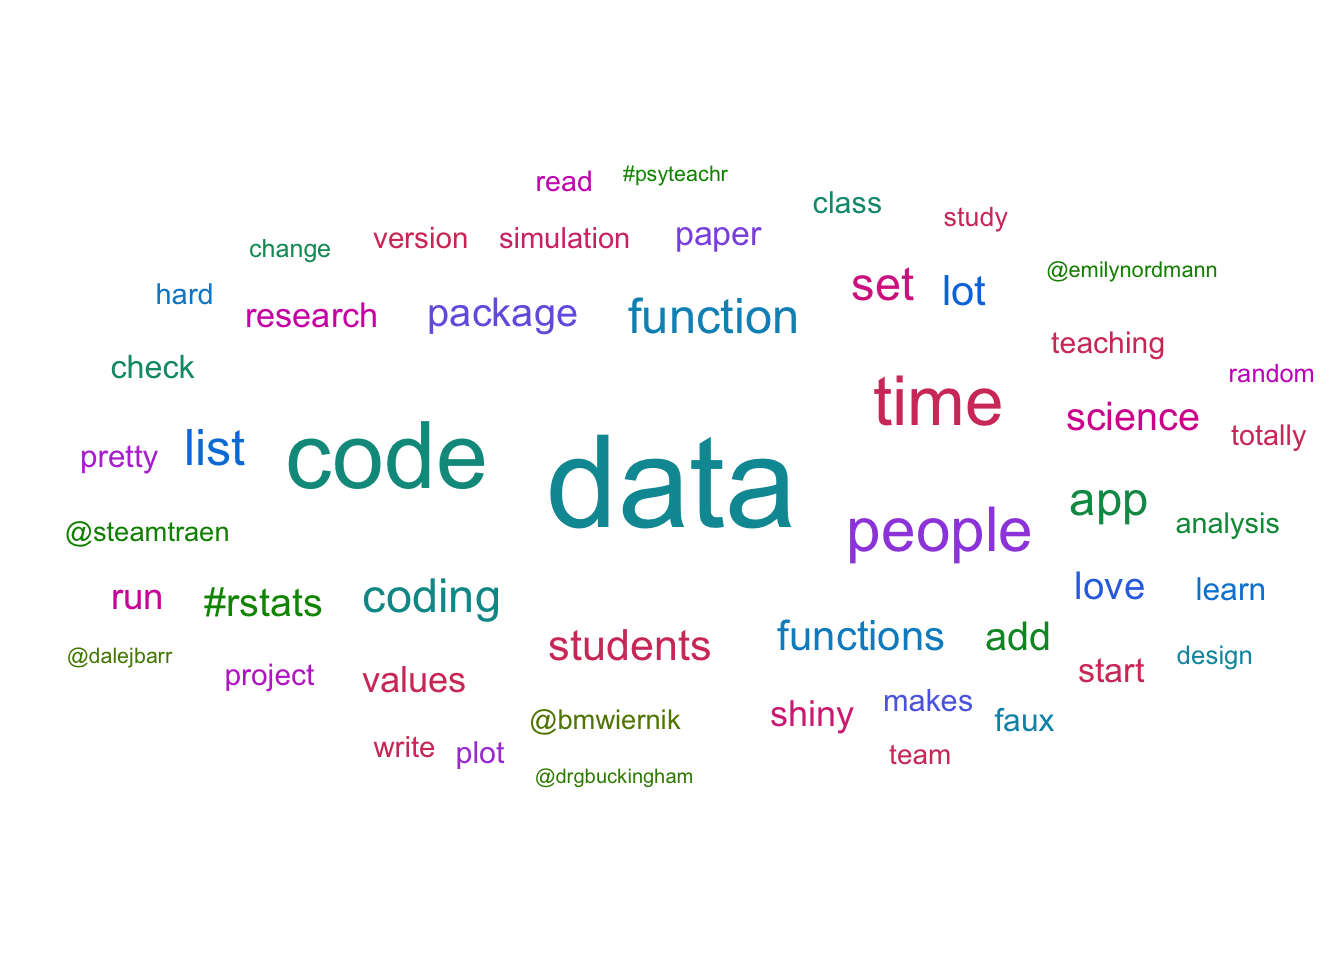 read
#psyteachr
class
study
change
version
simulation
paper
@emilynordmann
hard
research
package
function
set
lot
teaching
check
time
random
science
totally
pretty
list
code
data
app
analysis
@steamtraen
people
run
#rstats
coding
love
learn
@dalejbarr
project
values
students
functions
add
start
design
write
plot
@bmwiernik
shiny
makes
faux
team
@drgbuckingham